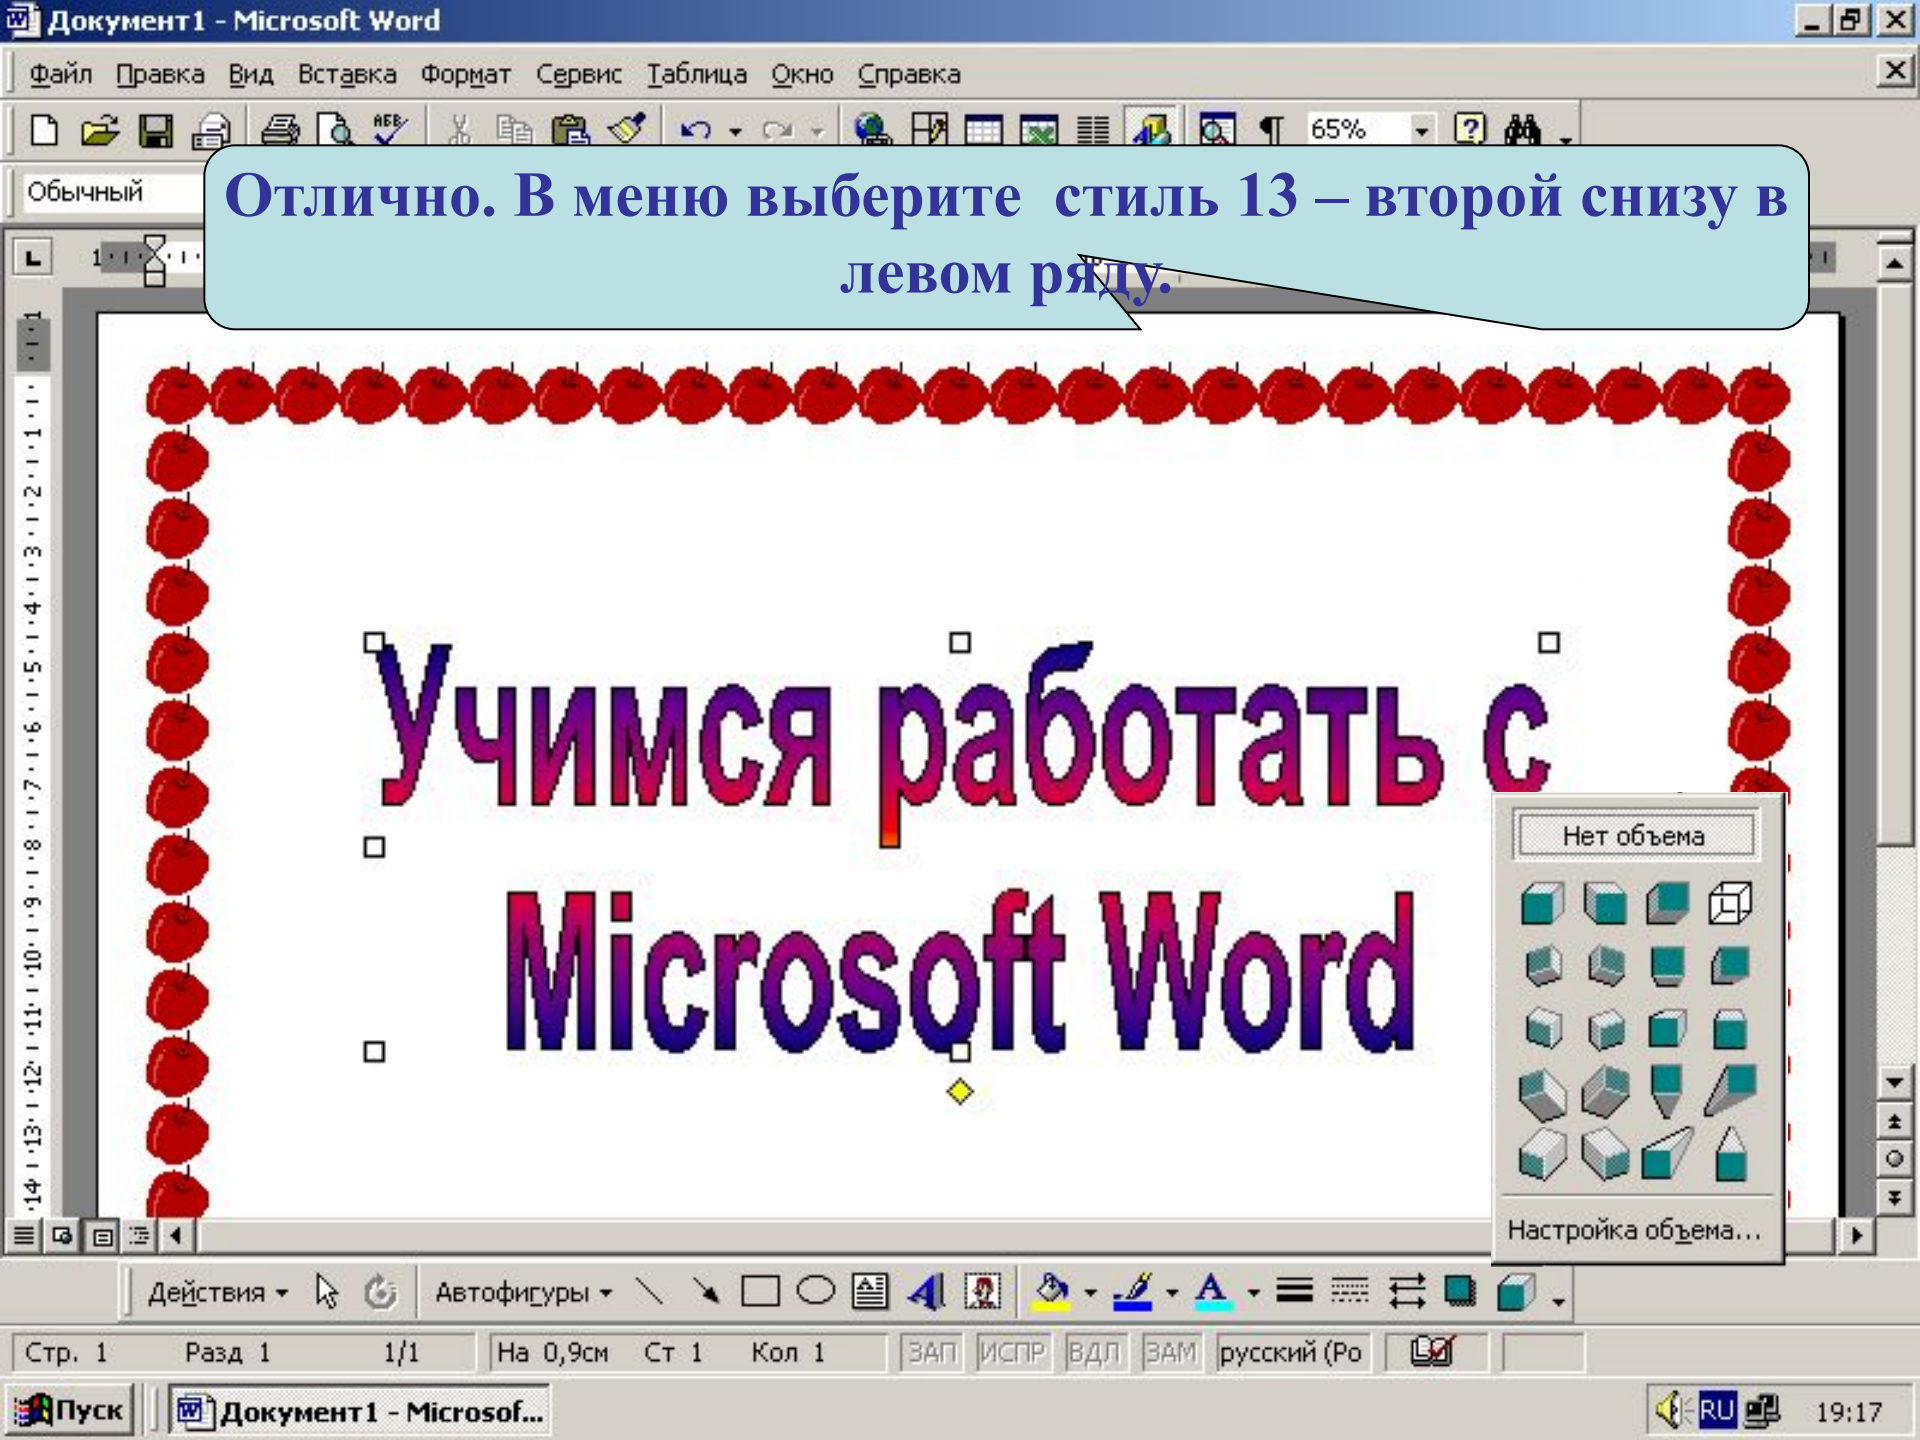 Документ1 - Microsoft Word
Файл Правка Вид Вставка Формат Сервис Таблица Окно Справка
65%
Обычный
Отлично. В меню выберите стиль 13 – второй снизу в
левом ряду.
Учимся работать с
Microsoft Word
Нет объема
Настройка объема...
Действия Автофигуры
Стр. 1 Разд 1 1/1 На 0,9см Ст 1 Кол 1 ЗАП ИСПР ВДЛ ЗАМ русский (Ро
Пуск Документ1 - Microsof... RU 19:17